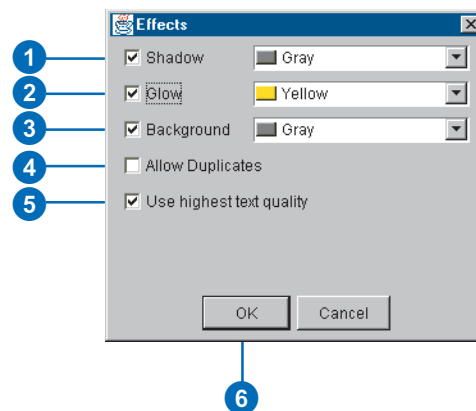 Effects
1 Shadow Gray
2 Glow Yellow
3 Background Gray
4 Allow Duplicates
5 Use highest text quality
OK Cancel
6